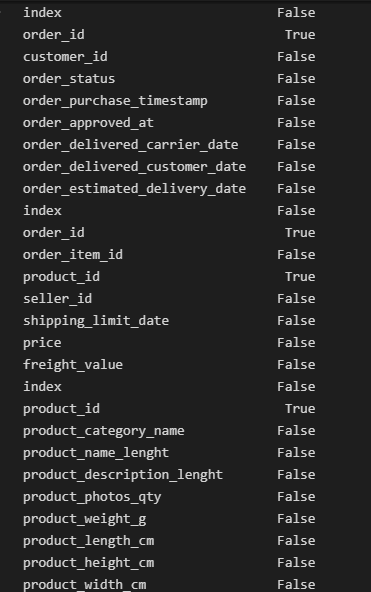 index False
order_id True
customer_id False
order_status False
order_purchase_timestamp False
order_approved_at False
order_delivered_carrier_date False
order_delivered_customer_date False
order_estimated_delivery_date False
index False
order_id True
order_item_id False
product_id True
seller_id False
shipping_limit_date False
price False
freight_value False
index False
product_id True
product_category_name False
product_name_lenght False
product_description_lenght False
product_photos_qty False
product_weight_g False
product_length_cm False
product_height_cm False
product_width_cm False